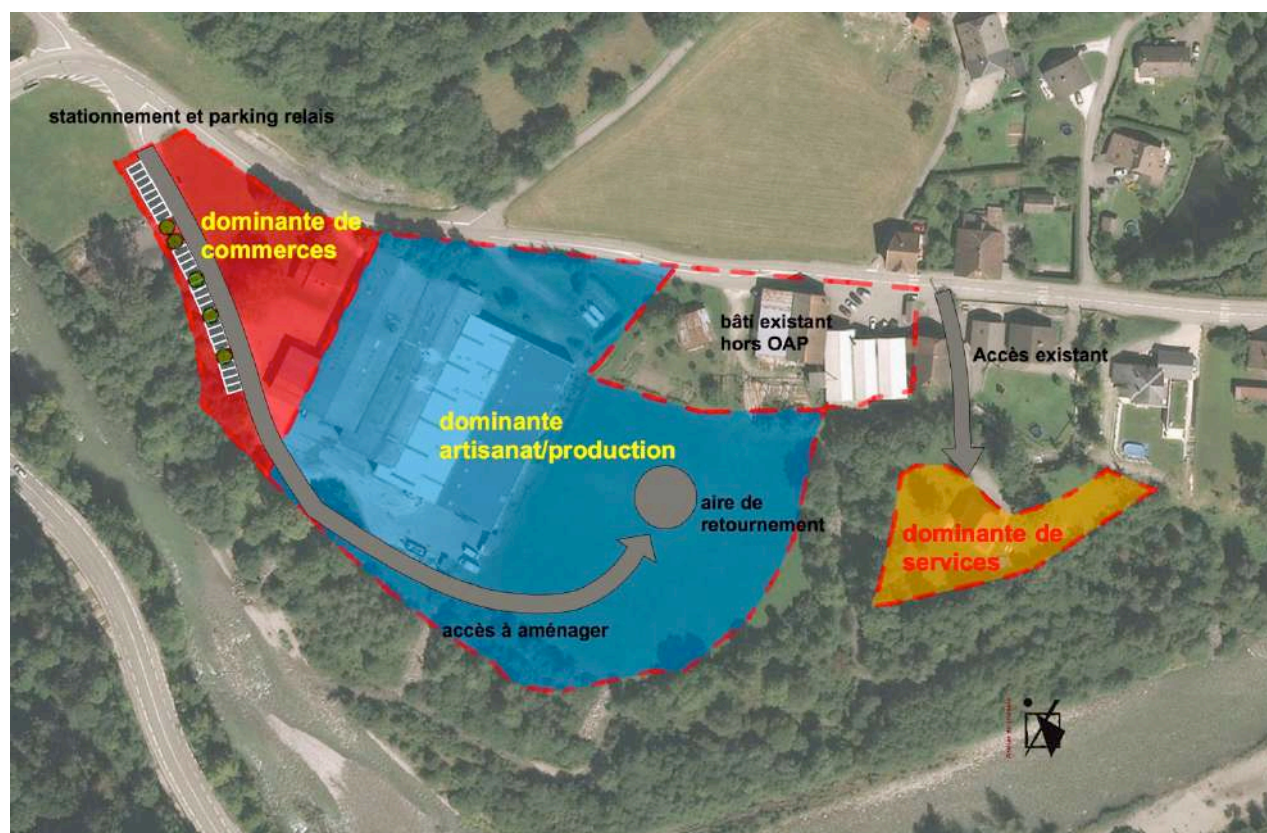 stationnement et parking relais
dominante de
commerces
bâti existant
hors OAP
Accès existant
dominante
artisanat/production
aire de
retournement
dominante de
services
accès à aménager